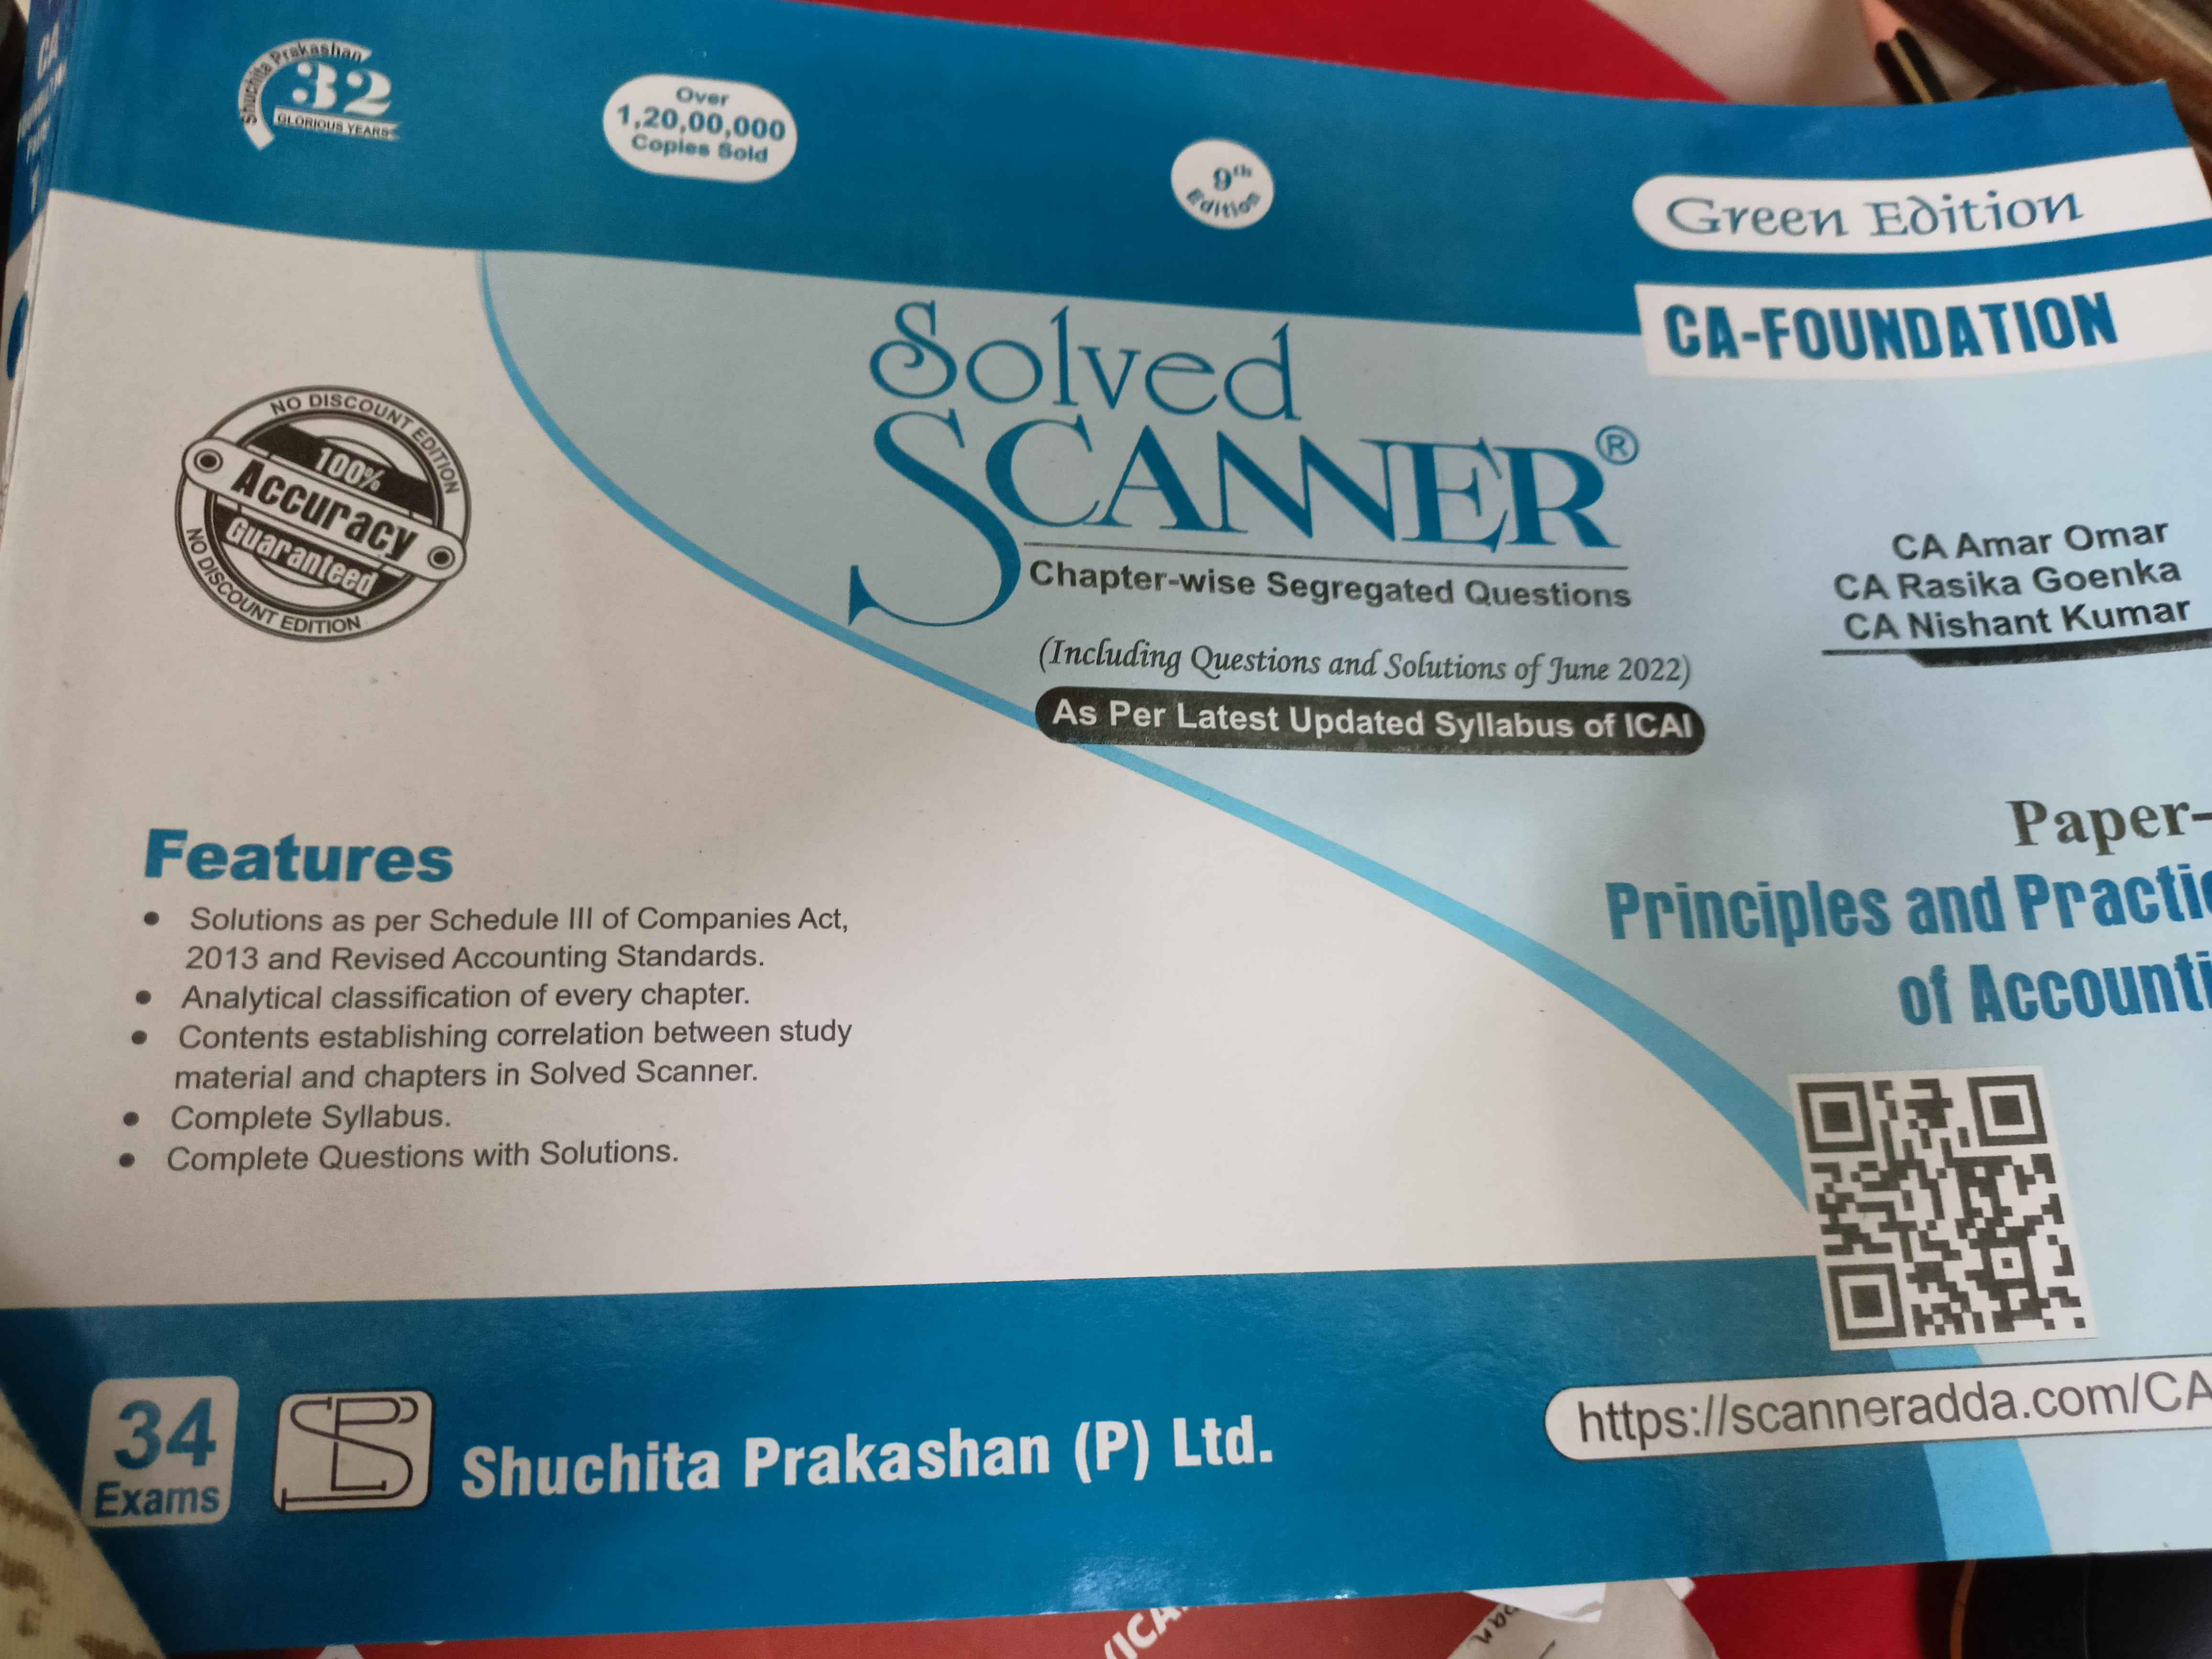 Shuchita Prakashan
32
GLORIOUS YEARS
Over
1,20,00,000
Copies Sold
9th
Edition
Green Edition
CA-FOUNDATION
Solved
SCANNER®
Chapter-wise Segregated Questions
(Including Questions and Solutions of June 2022)
As Per Latest Updated Syllabus of ICAI
CA Amar Omar
CA Rasika Goenka
CA Nishant Kumar
NO DISCOUNT EDITION
100%
Accuracy
Guaranteed
NO DISCOUNT EDITION
Paper-
Principles and Practic
of Accounti
Features
• Solutions as per Schedule III of Companies Act,
2013 and Revised Accounting Standards.
• Analytical classification of every chapter.
• Contents establishing correlation between study
material and chapters in Solved Scanner.
• Complete Syllabus.
• Complete Questions with Solutions.
34
Exams
SPL
Shuchita Prakashan (P) Ltd.
https://scanneradda.com/CA
CA
1
(ICA